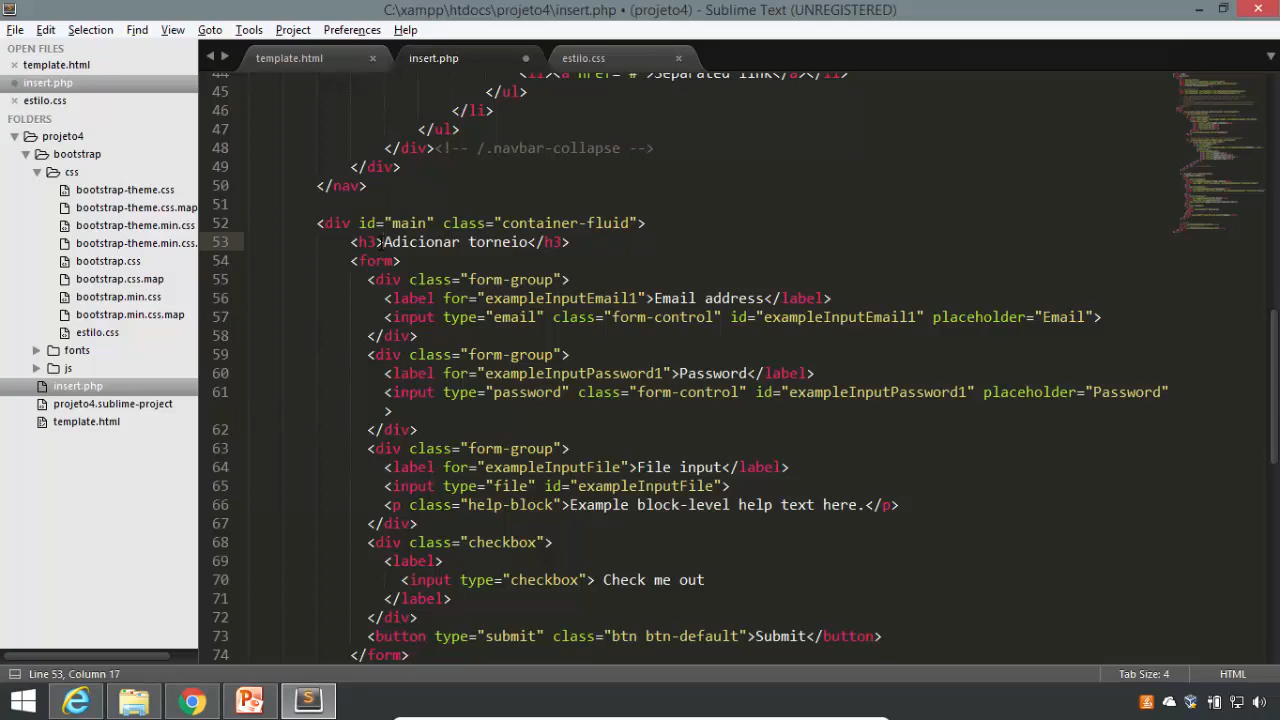 C:\xampp\htdocs\projeto4\insert.php • (projeto4) - Sublime Text (UNREGISTERED)
File Edit Selection Find View Goto Tools Project Preferences Help
OPEN FILES
template.html
insert.php
estilo.css
FOLDERS
projeto4
bootstrap
css
bootstrap-theme.css
bootstrap-theme.css.map
bootstrap-theme.min.css
bootstrap-theme.min.css.
bootstrap.css
bootstrap.css.map
bootstrap.min.css
bootstrap.min.css.map
estilo.css
fonts
js
insert.php
projeto4.sublime-project
template.html
template.html insert.php estilo.css
44 <li><a href="#">Separated link</a></li>
45 </ul>
46 </li>
47 </ul>
48 </div><!-- /.navbar-collapse -->
49 </div>
50 </nav>
51
52 <div id="main" class="container-fluid">
53 <h3>Adicionar torneio</h3>
54 <form>
55 <div class="form-group">
56 <label for="exampleInputEmail1">Email address</label>
57 <input type="email" class="form-control" id="exampleInputEmail1" placeholder="Email">
58 </div>
59 <div class="form-group">
60 <label for="exampleInputPassword1">Password</label>
61 <input type="password" class="form-control" id="exampleInputPassword1" placeholder="Password"
>
62 </div>
63 <div class="form-group">
64 <label for="exampleInputFile">File input</label>
65 <input type="file" id="exampleInputFile">
66 <p class="help-block">Example block-level help text here.</p>
67 </div>
68 <div class="checkbox">
69 <label>
70 <input type="checkbox"> Check me out
71 </label>
72 </div>
73 <button type="submit" class="btn btn-default">Submit</button>
74 </form>
Line 53, Column 17 Tab Size: 4 HTML